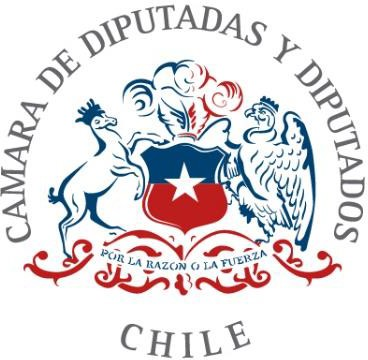 CAMARA DE DIPUTADAS Y DIPUTADOS
POR LA RAZON O LA FUERZA
CHILE